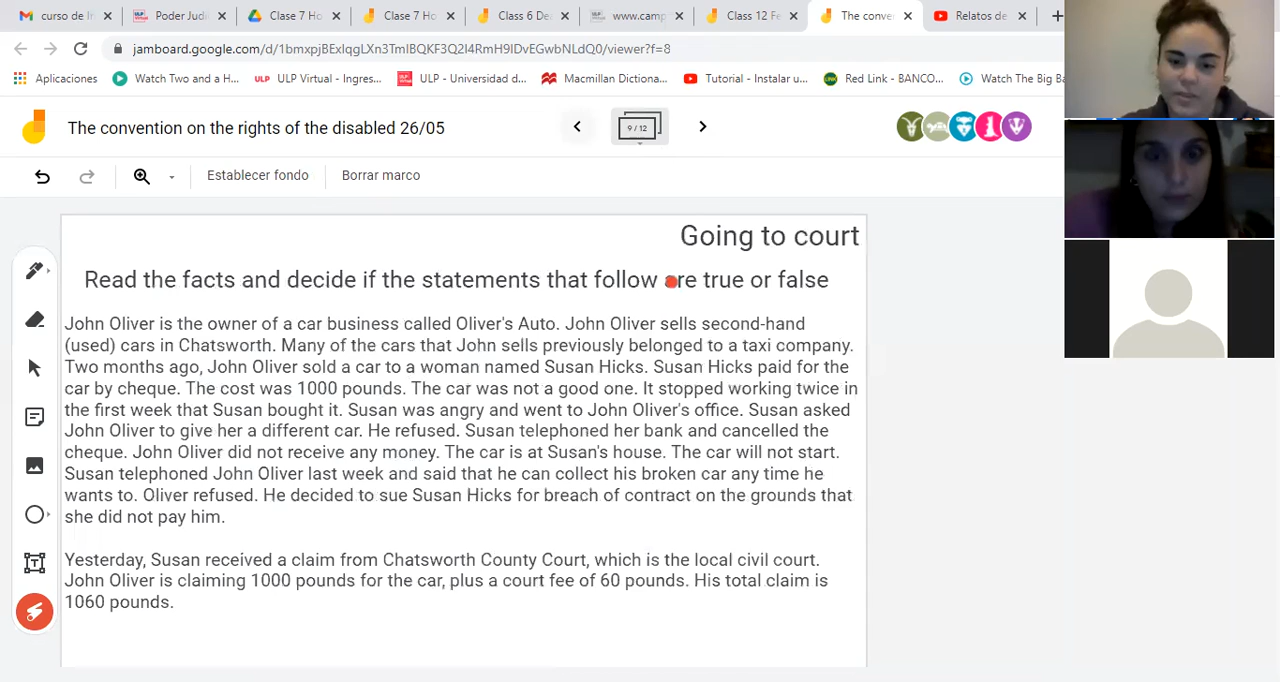 curso de In
Poder Judi
Clase 7 Ho
Clase 7 Ho
Class 6 De
www.camp
Class 12 Fe
The conve
Relatos de
jamboard.google.com/d/1bmxpjBExlqgLXn3TmlBQKF3Q2l4RmH9lDvEGwbNLdQ0/viewer?f=8
Aplicaciones
Watch Two and a H...
ULP Virtual - Ingres...
ULP - Universidad d...
Macmillan Dictiona...
Tutorial - Instalar u...
Red Link - BANCO...
Watch The Big Ba
The convention on the rights of the disabled 26/05
9 / 12
Establecer fondo
Borrar marco
Going to court
Read the facts and decide if the statements that follow are true or false
John Oliver is the owner of a car business called Oliver's Auto. John Oliver sells second-hand
(used) cars in Chatsworth. Many of the cars that John sells previously belonged to a taxi company.
Two months ago, John Oliver sold a car to a woman named Susan Hicks. Susan Hicks paid for the
car by cheque. The cost was 1000 pounds. The car was not a good one. It stopped working twice in
the first week that Susan bought it. Susan was angry and went to John Oliver's office. Susan asked
John Oliver to give her a different car. He refused. Susan telephoned her bank and cancelled the
cheque. John Oliver did not receive any money. The car is at Susan's house. The car will not start.
Susan telephoned John Oliver last week and said that he can collect his broken car any time he
wants to. Oliver refused. He decided to sue Susan Hicks for breach of contract on the grounds that
she did not pay him.
Yesterday, Susan received a claim from Chatsworth County Court, which is the local civil court.
John Oliver is claiming 1000 pounds for the car, plus a court fee of 60 pounds. His total claim is
1060 pounds.